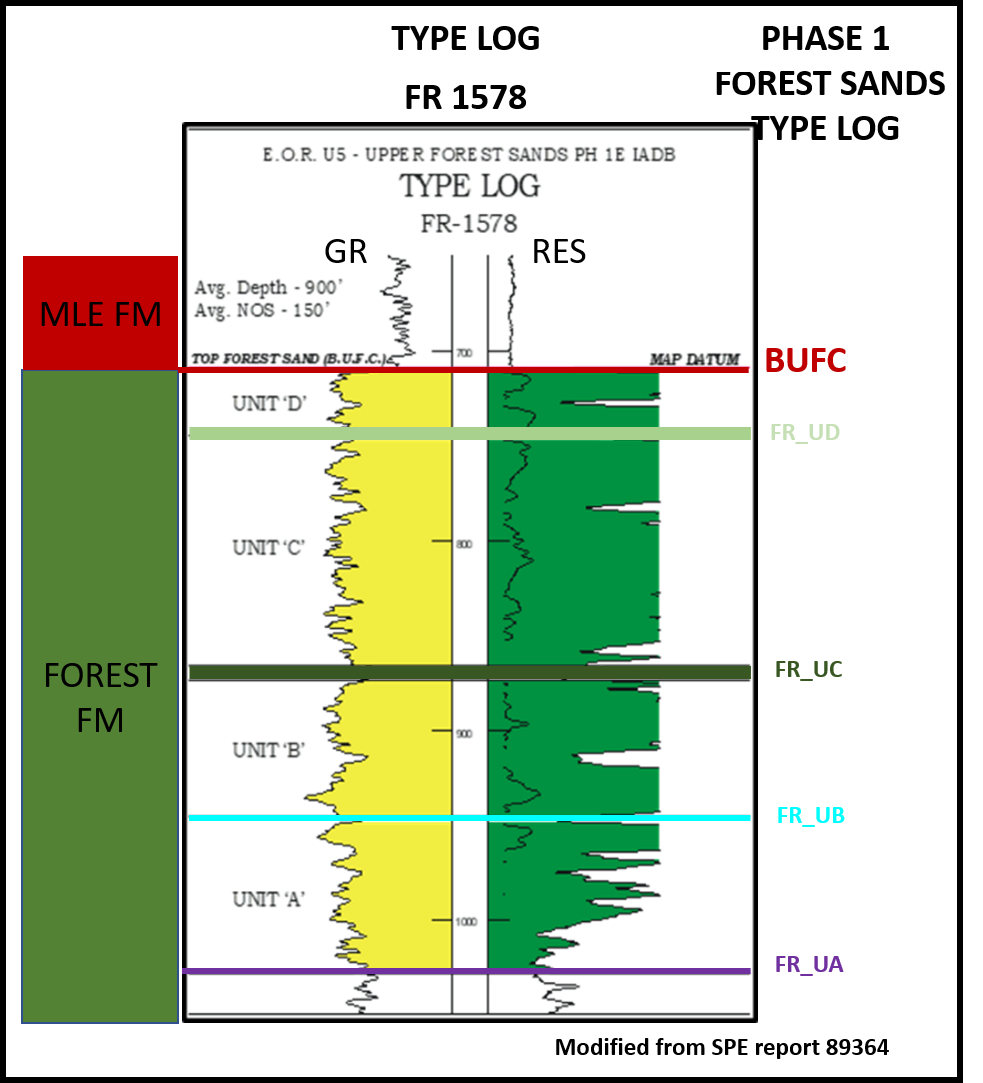 TYPE LOG
FR 1578
PHASE 1
FOREST SANDS
TYPE LOG
E.O.R. U5 - UPPER FOREST SANDS PH 1E IADB
TYPE LOG
FR-1578
GR
RES
Avg. Depth - 900'
Avg. NOS - 150'
MLE FM
700
TOP FOREST SAND (B.U.F.C.)
MAP DATUM
BUFC
UNIT 'D'
FR_UD
UNIT 'C'
800
FOREST
FM
FR_UC
900
UNIT 'B'
FR_UB
UNIT 'A'
1000
FR_UA
Modified from SPE report 89364